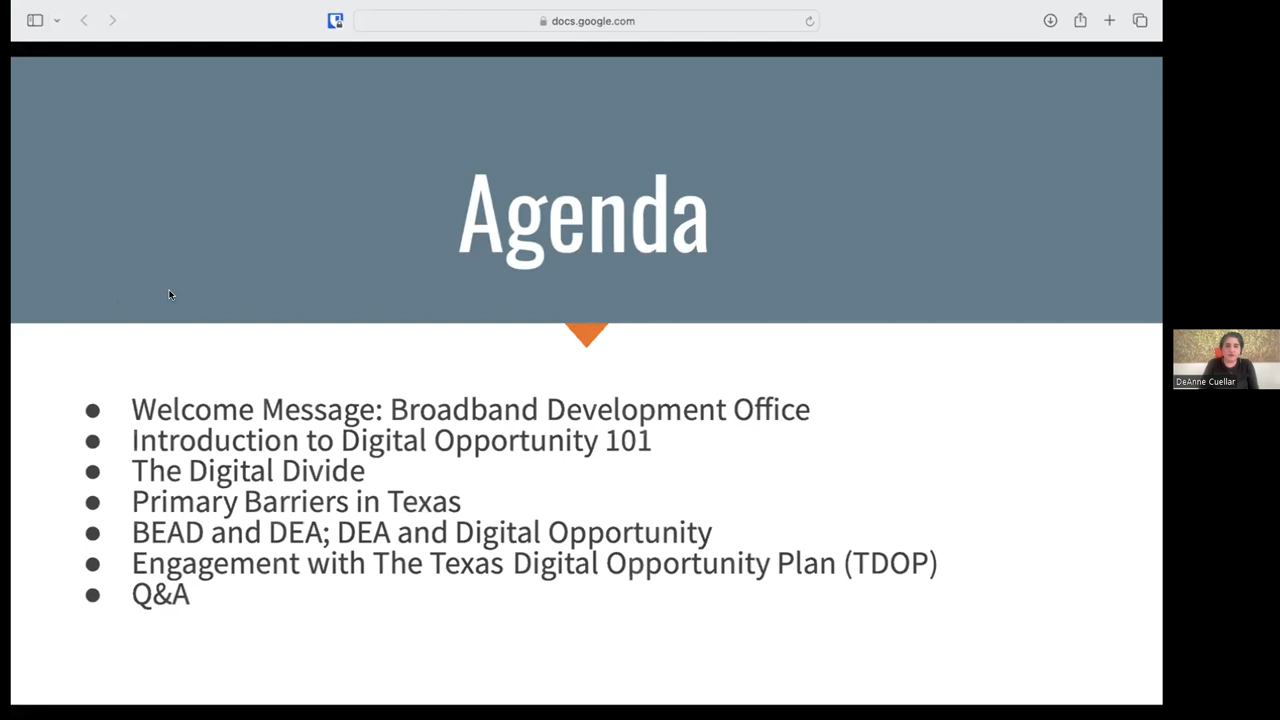 docs.google.com
Agenda
● Welcome Message: Broadband Development Office
● Introduction to Digital Opportunity 101
● The Digital Divide
● Primary Barriers in Texas
● BEAD and DEA; DEA and Digital Opportunity
● Engagement with The Texas Digital Opportunity Plan (TDOP)
● Q&A
DeAnne Cuellar